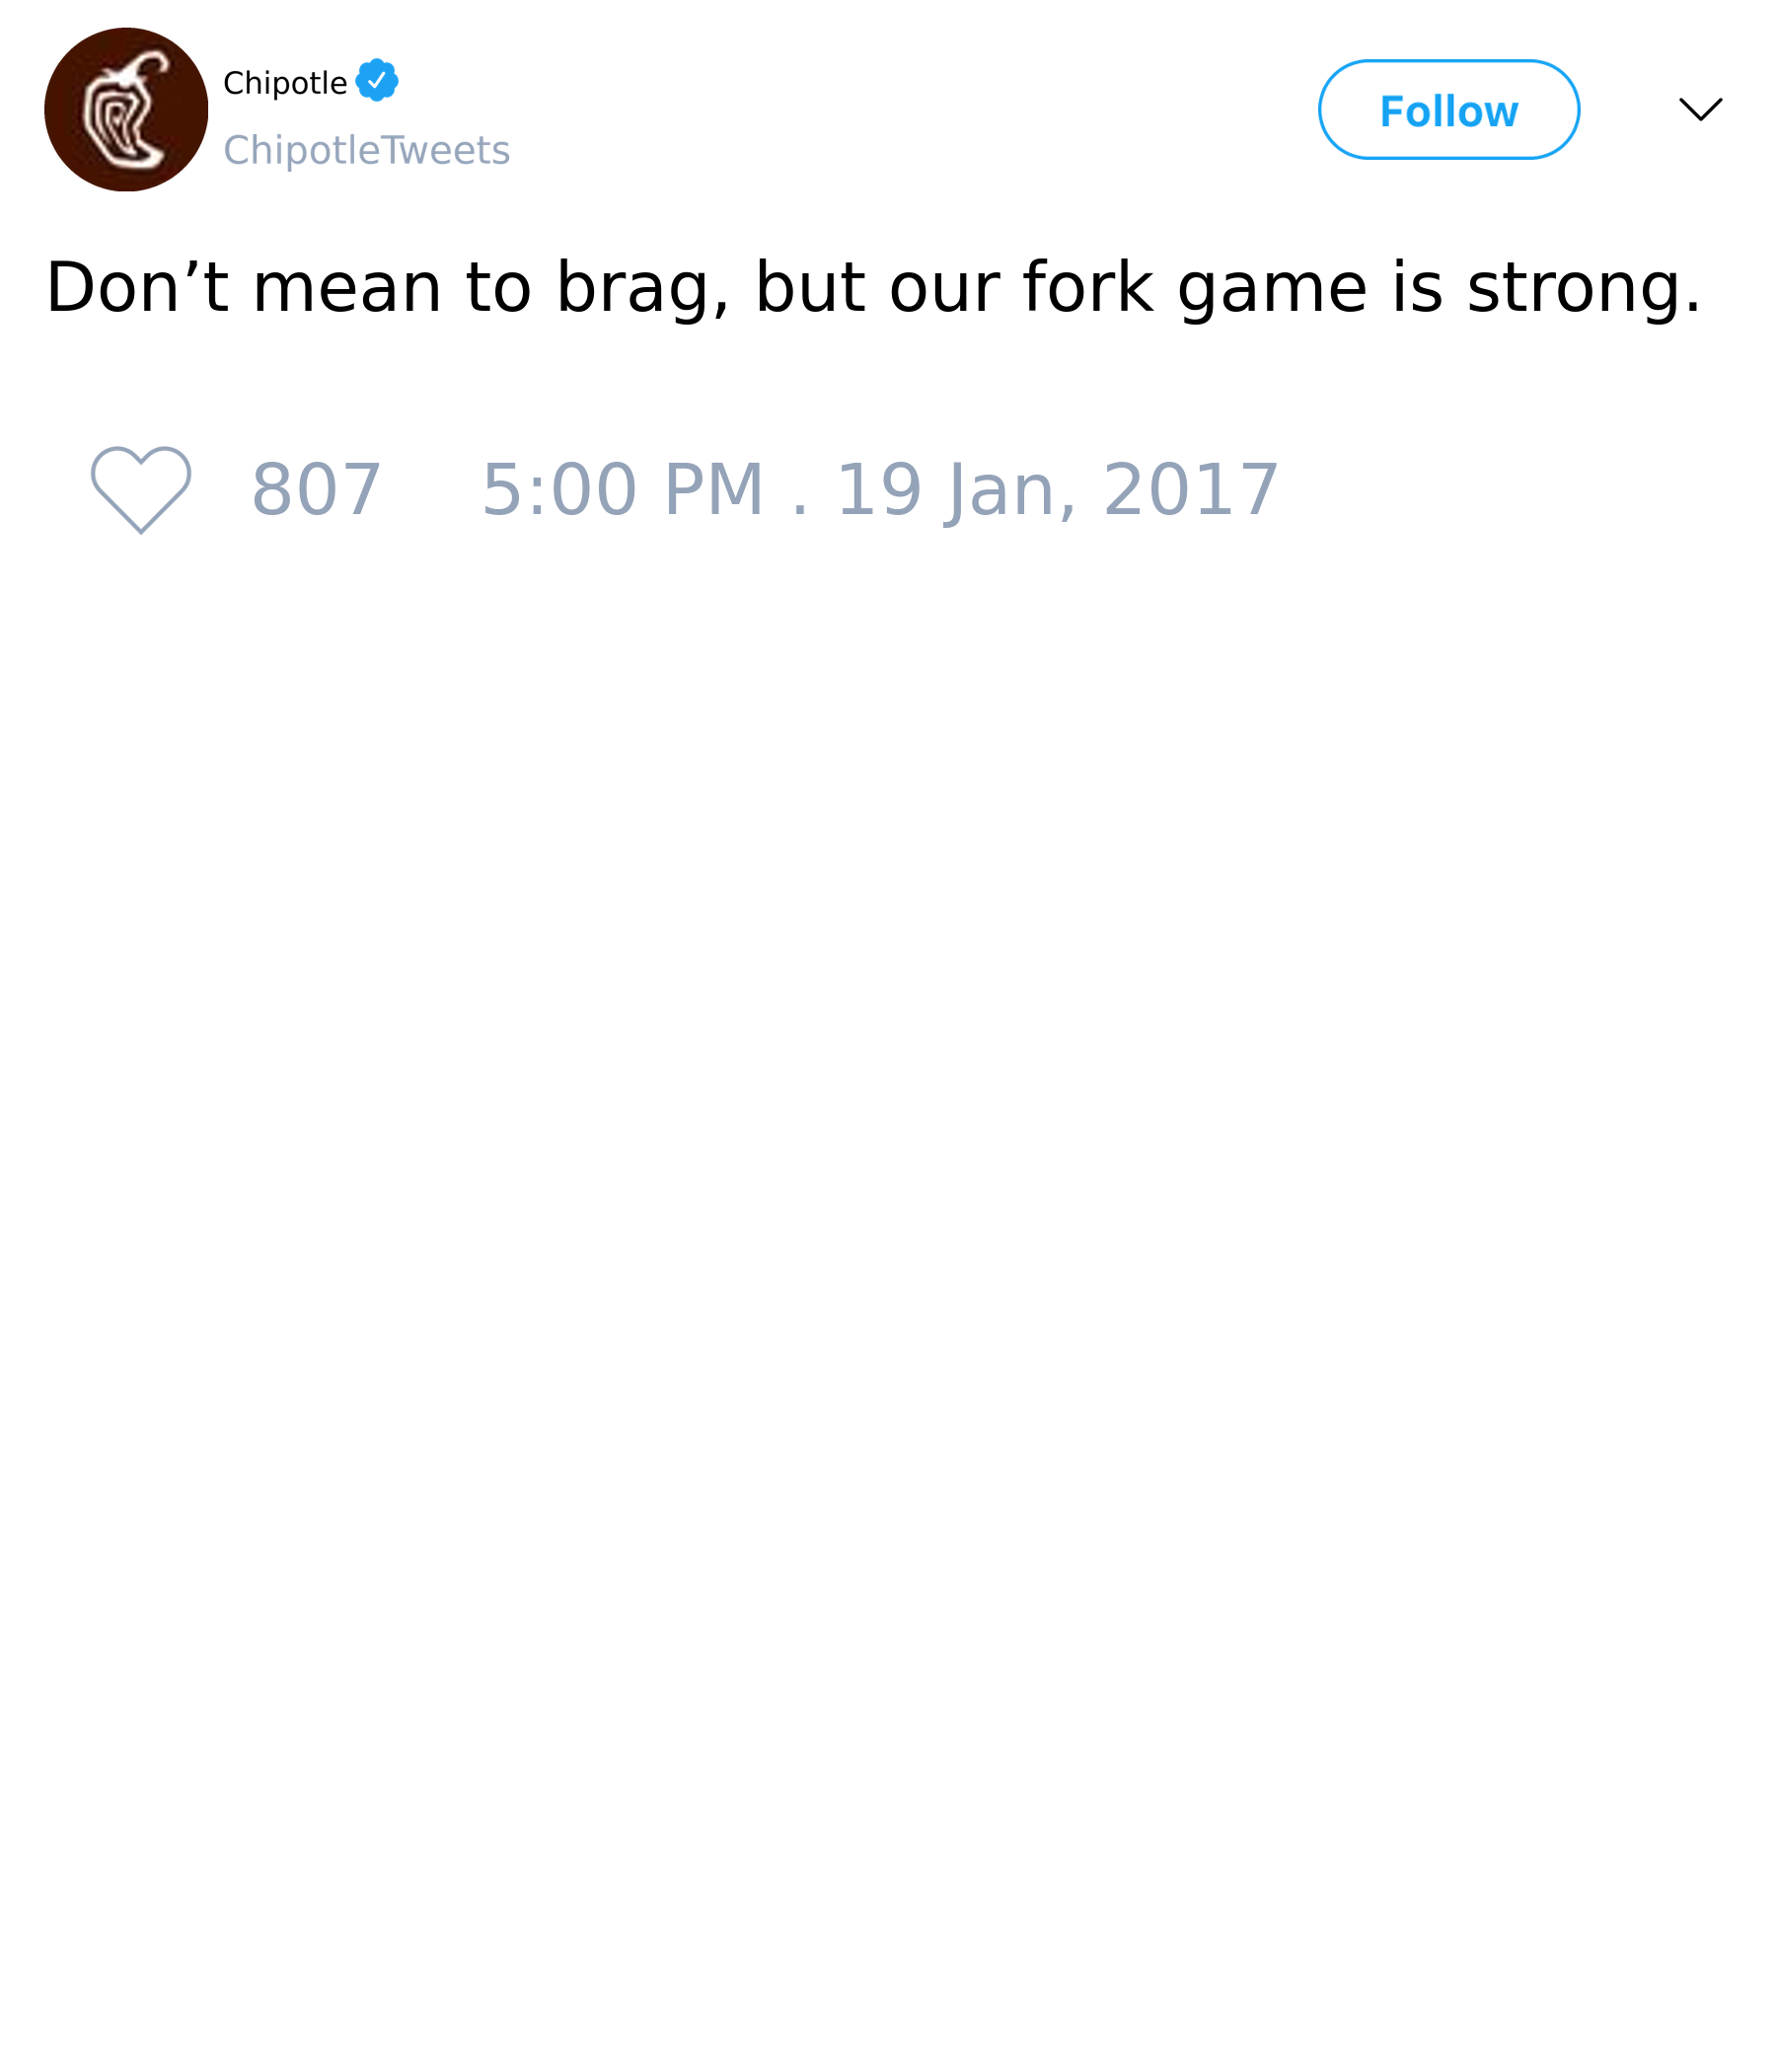 Chipotle
ChipotleTweets
Follow
Don’t mean to brag, but our fork game is strong.
807 5:00 PM . 19 Jan, 2017